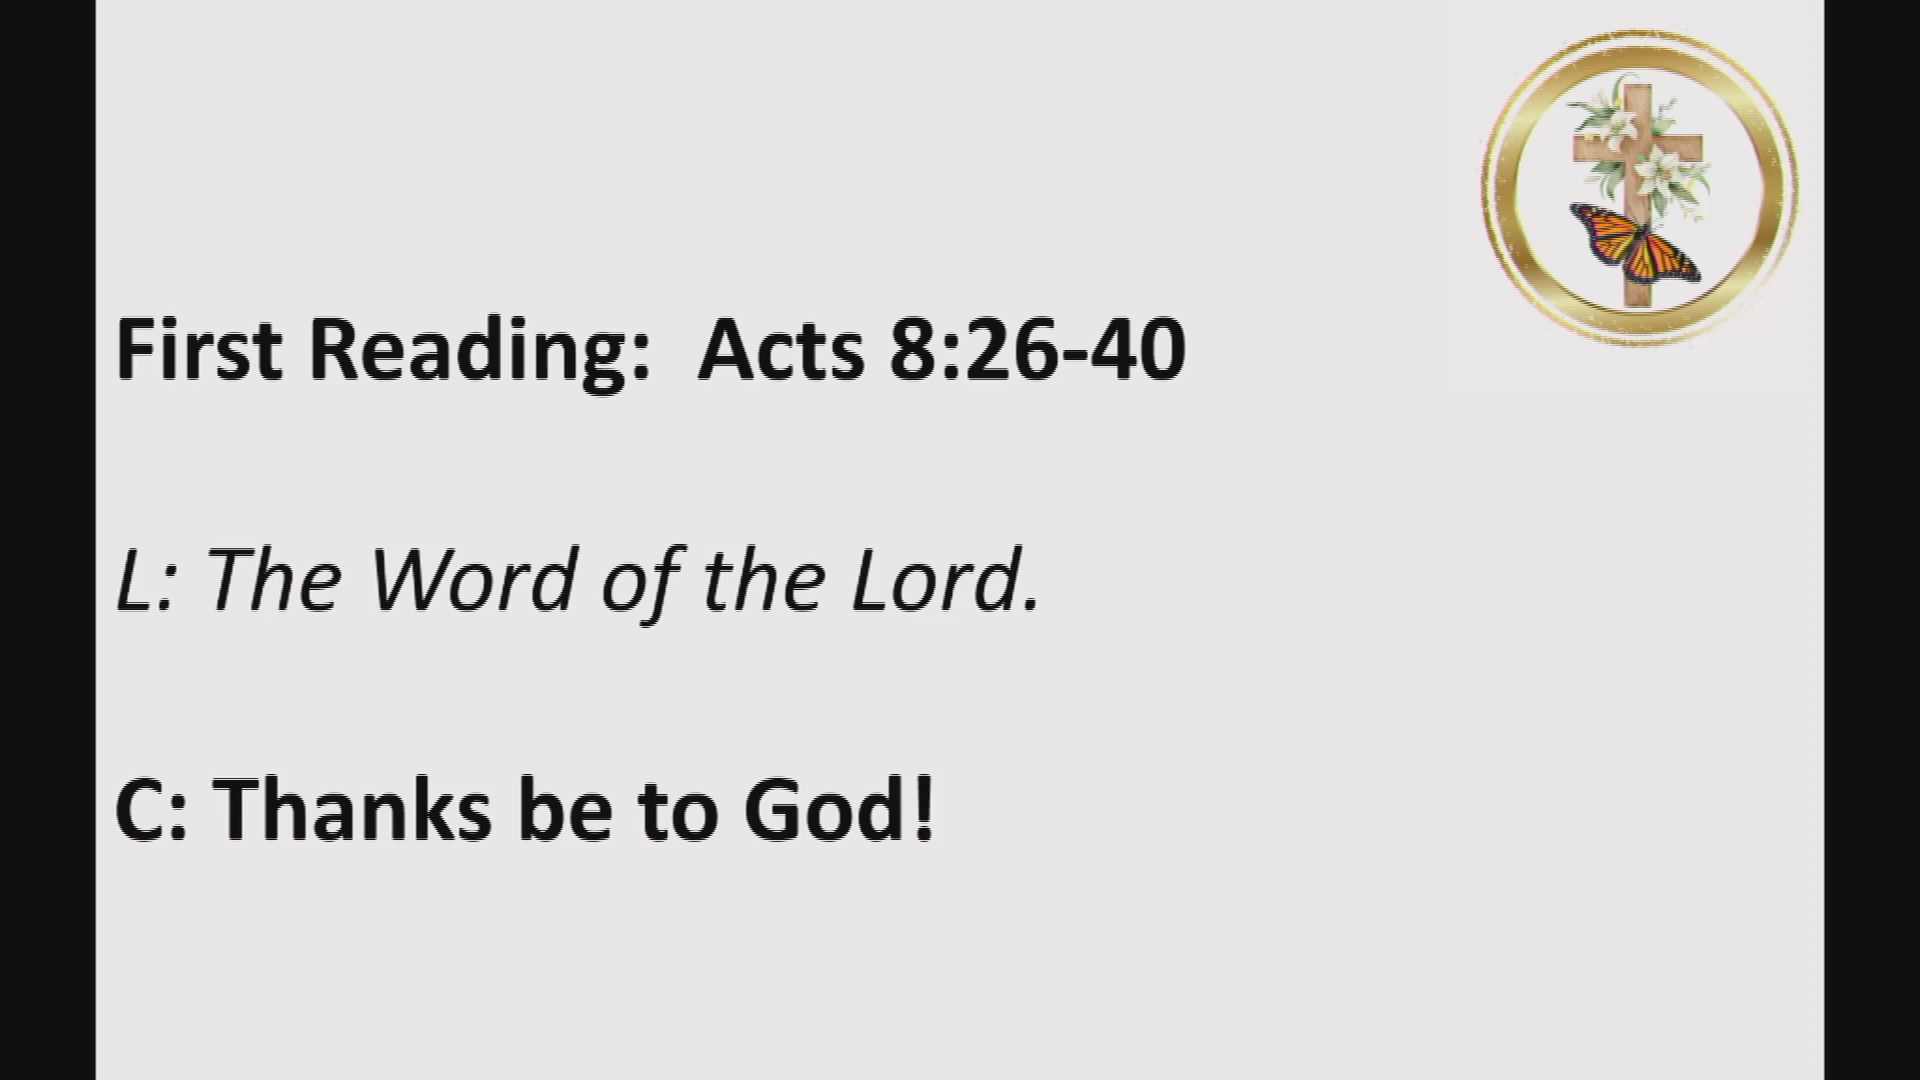 First Reading:  Acts 8:26-40
L: The Word of the Lord.
C: Thanks be to God!